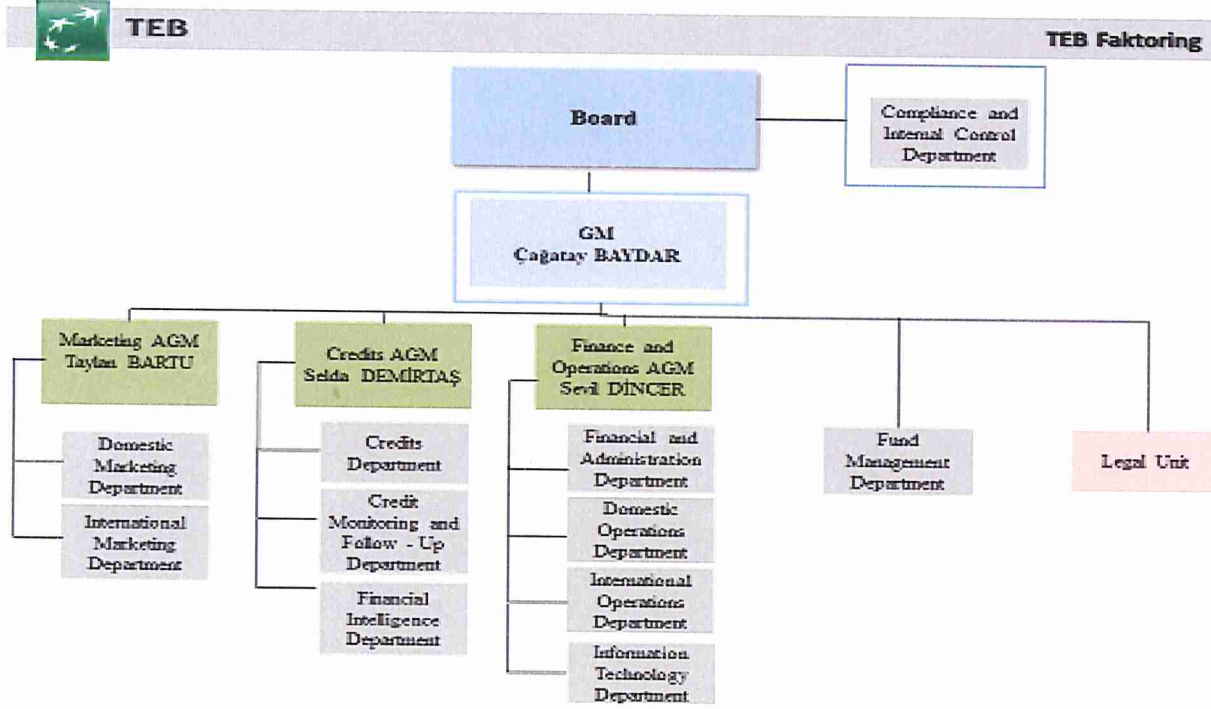 TEB
TEB Faktoring
Board
Compliance and
Internal Control
Department
GM
Çağatay BAYDAR
Marketing AGM
Taylan BARTU
Credits AGM
Selda DEMİRTAŞ
Finance and
Operations AGM
Sevil DİNCER
Domestic
Marketing
Department
International
Marketing
Department
Credits
Department
Credit
Monitoring and
Follow - Up
Department
Financial
Intelligence
Department
Financial and
Administration
Department
Domestic
Operations
Department
International
Operations
Department
Information
Technology
Department
Fund
Management
Department
Legal Unit